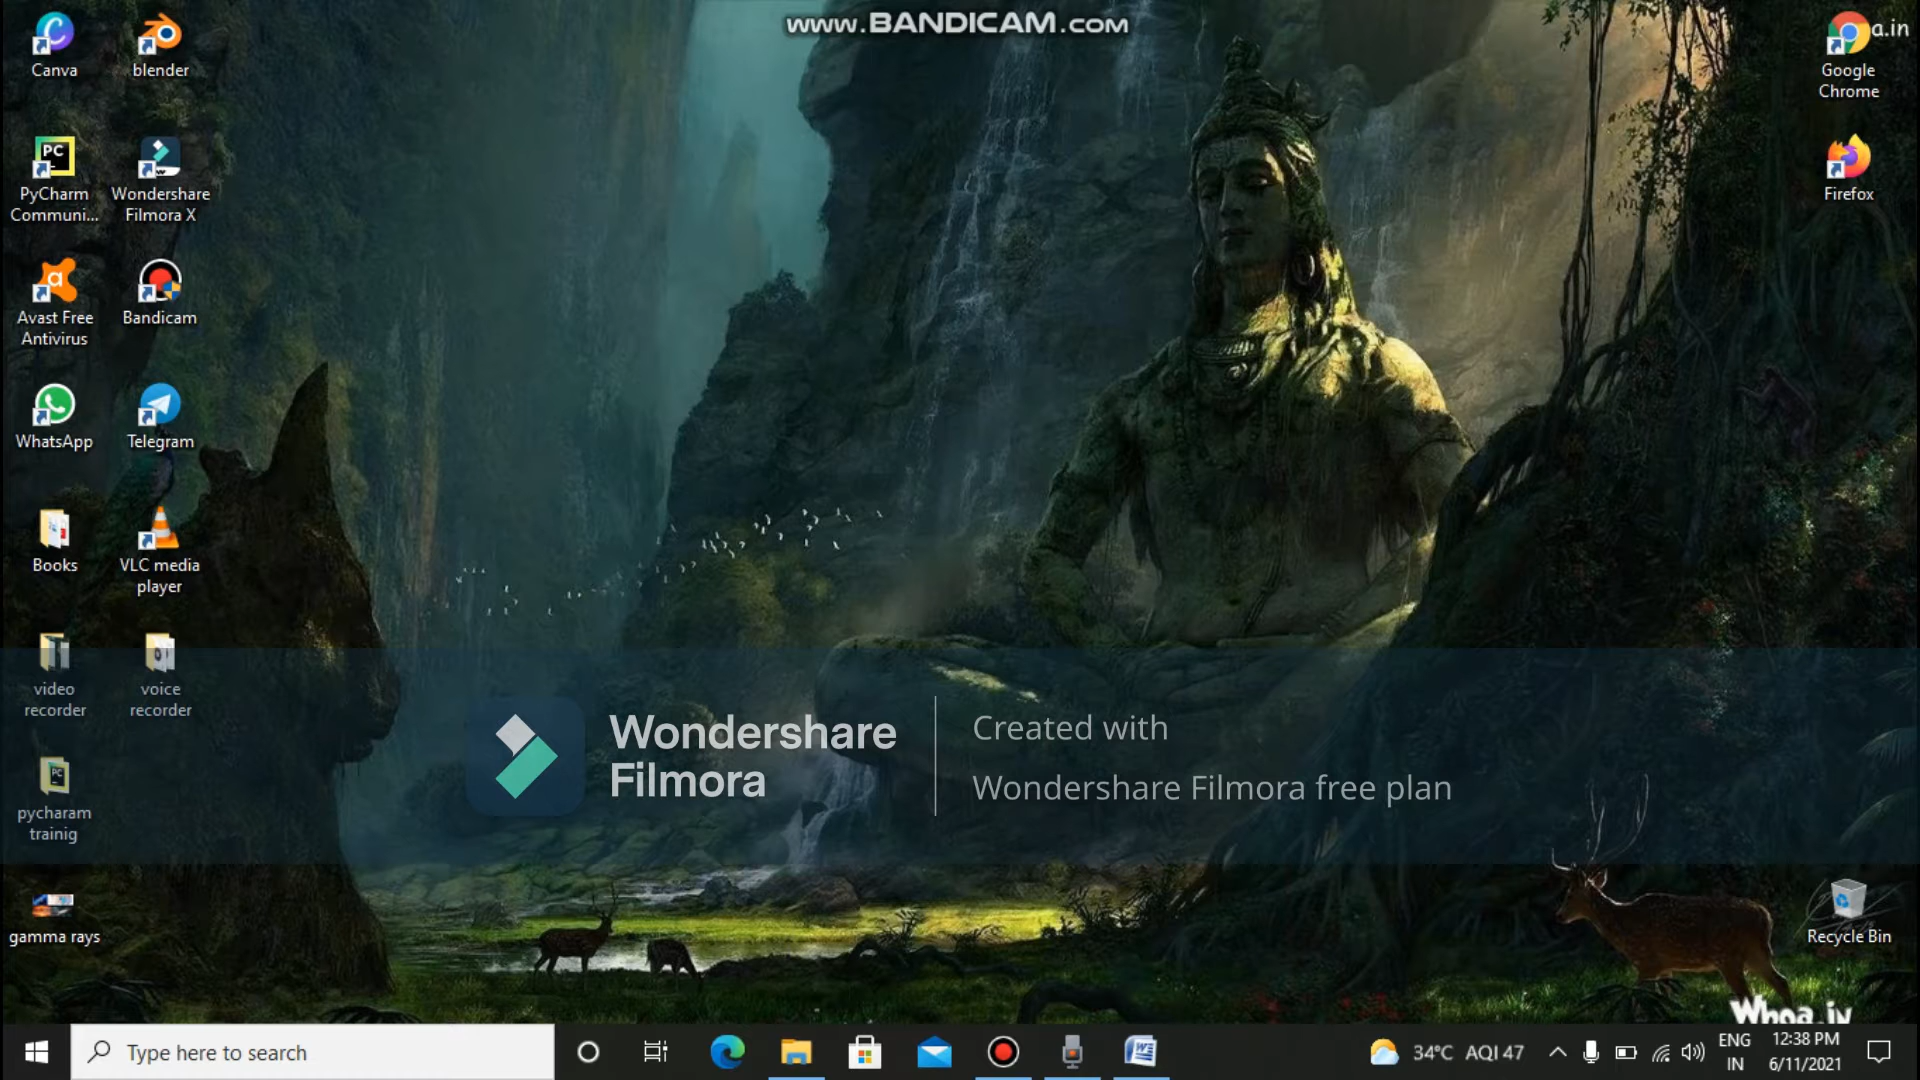 www.BANDICAM.com
a.in
Canva
blender
Google
Chrome
PC
PyCharm
Communi...
Wondershare
Filmora X
Firefox
Avast Free
Antivirus
Bandicam
WhatsApp
Telegram
Books
VLC media
player
video
recorder
voice
recorder
Wondershare
Filmora
Created with
Wondershare Filmora free plan
PC
pycharam
trainig
gamma rays
Recycle Bin
Type here to search
34°C AQI 47
ENG
IN
12:38 PM
6/11/2021